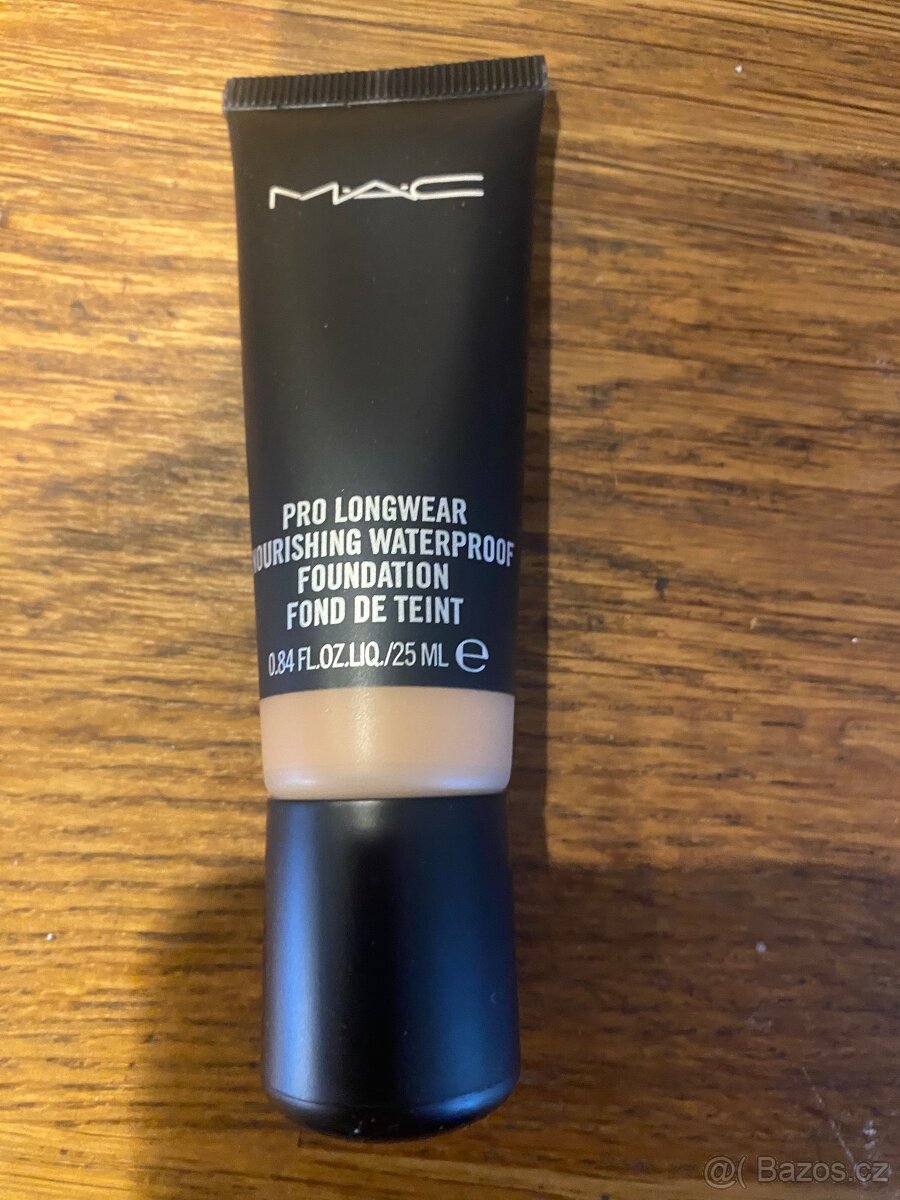 M·A·C
PRO LONGWEAR
NOURISHING WATERPROOF
FOUNDATION
FOND DE TEINT
0.84 FL.OZ.LIQ./25 ML e
@( Bazos.cz